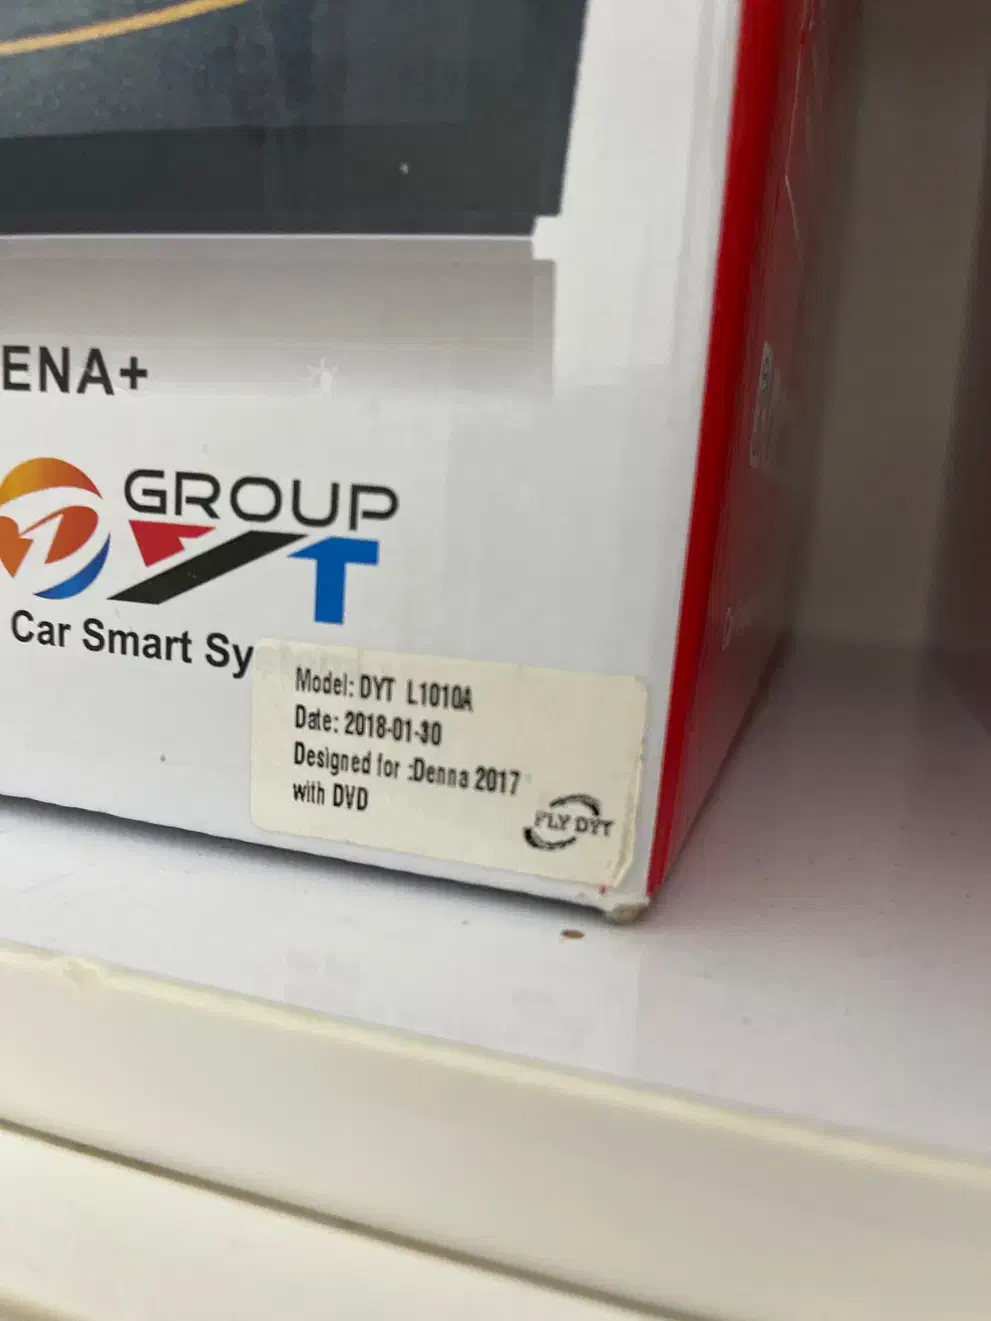 ENA+
GROUP
DYT
Car Smart Sy
Model: DYT L1010A
Date: 2018-01-30
Designed for :Denna 2017
with DVD
FLY DYT